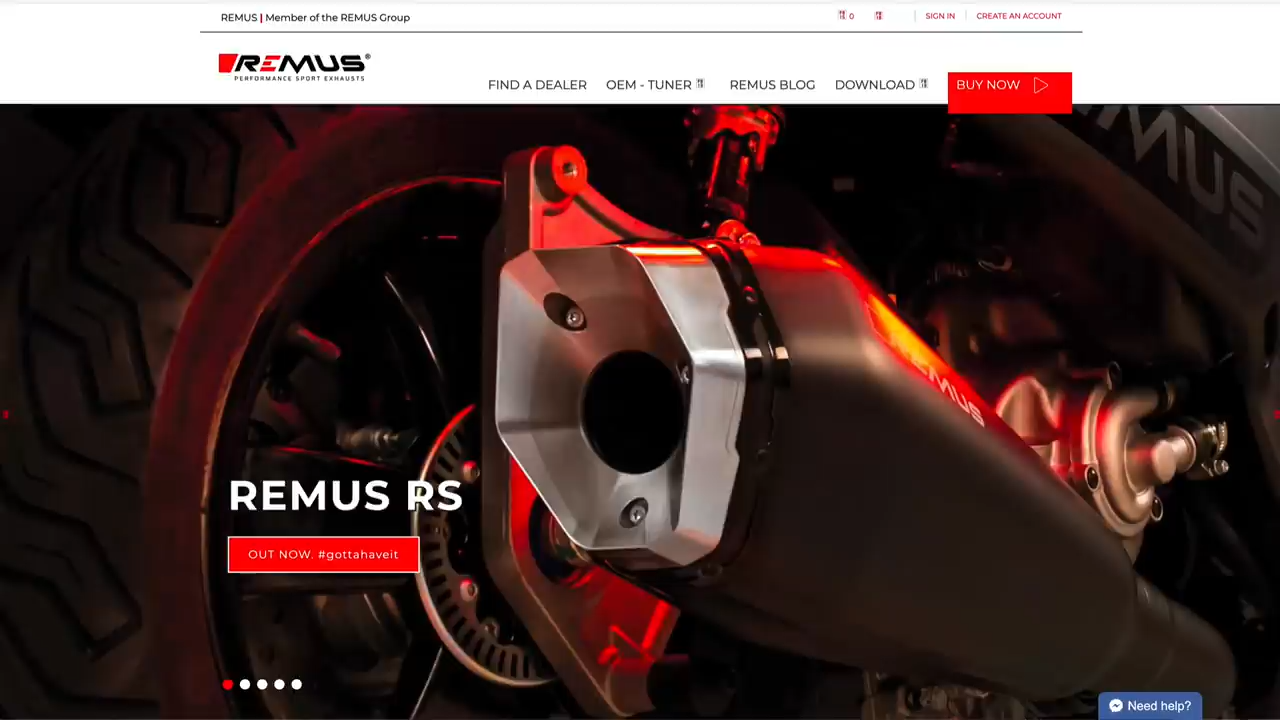 REMUS | Member of the REMUS Group
0
SIGN IN
CREATE AN ACCOUNT
REMUS®
PERFORMANCE SPORT EXHAUSTS
FIND A DEALER
OEM - TUNER
REMUS BLOG
DOWNLOAD
BUY NOW
REMUS
REMUS RS
OUT NOW. #gottahaveit
Need help?